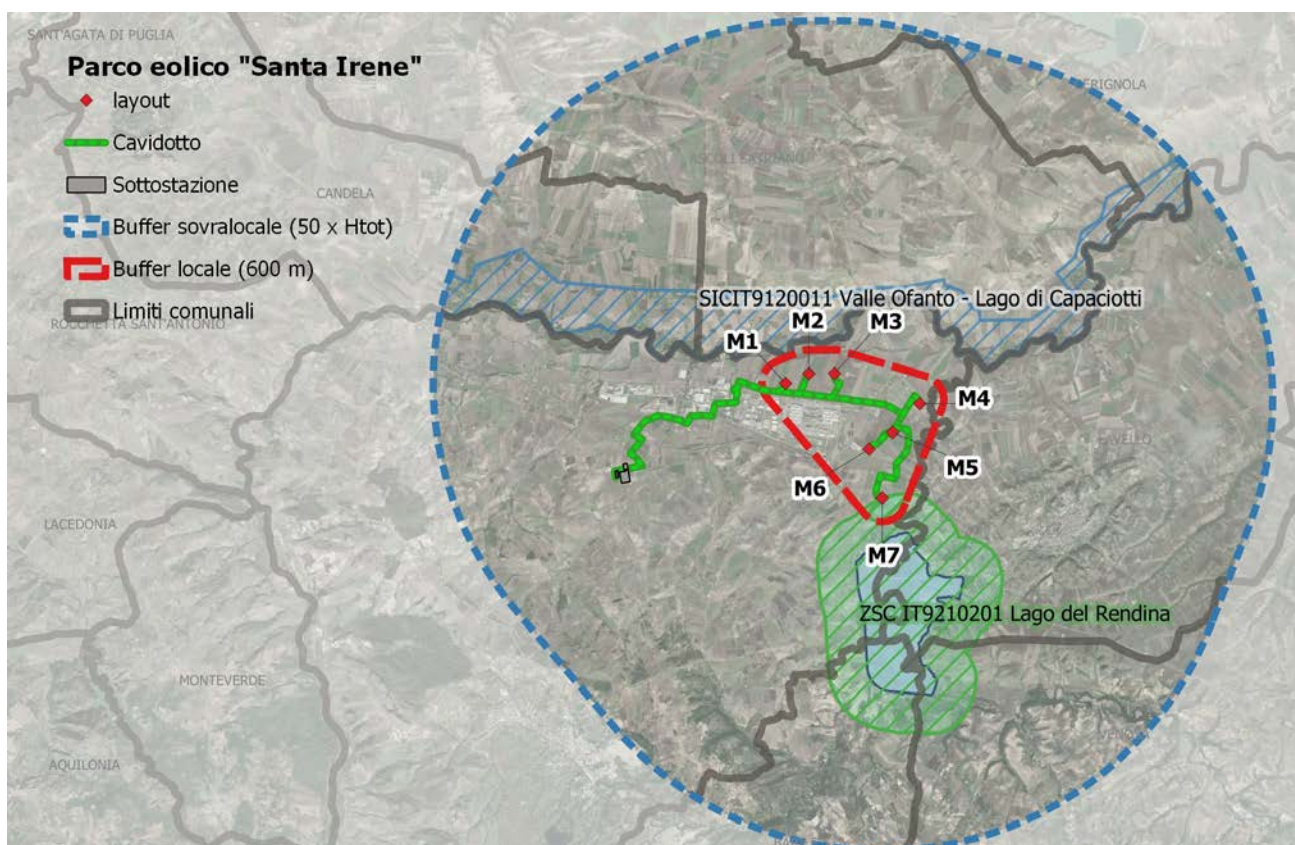 SANT'AGATA DI PUGLIA
Parco eolico "Santa Irene"
layout
Cavidotto
Sottostazione
Buffer sovralocale (50 x Htot)
Buffer locale (600 m)
Limiti comunali
ERIGNOLA
ASCOLI SATRIANO
CANDELA
ROCCHETTA SANT'ANTONIO
SICIT9120011 Valle Ofanto - Lago di Capaciotti
M1
M2
M3
M4
M5
M6
M7
AVELLO
LACEDONIA
ZSC IT9210201 Lago del Rendina
MONTEVERDE
AQUILONIA